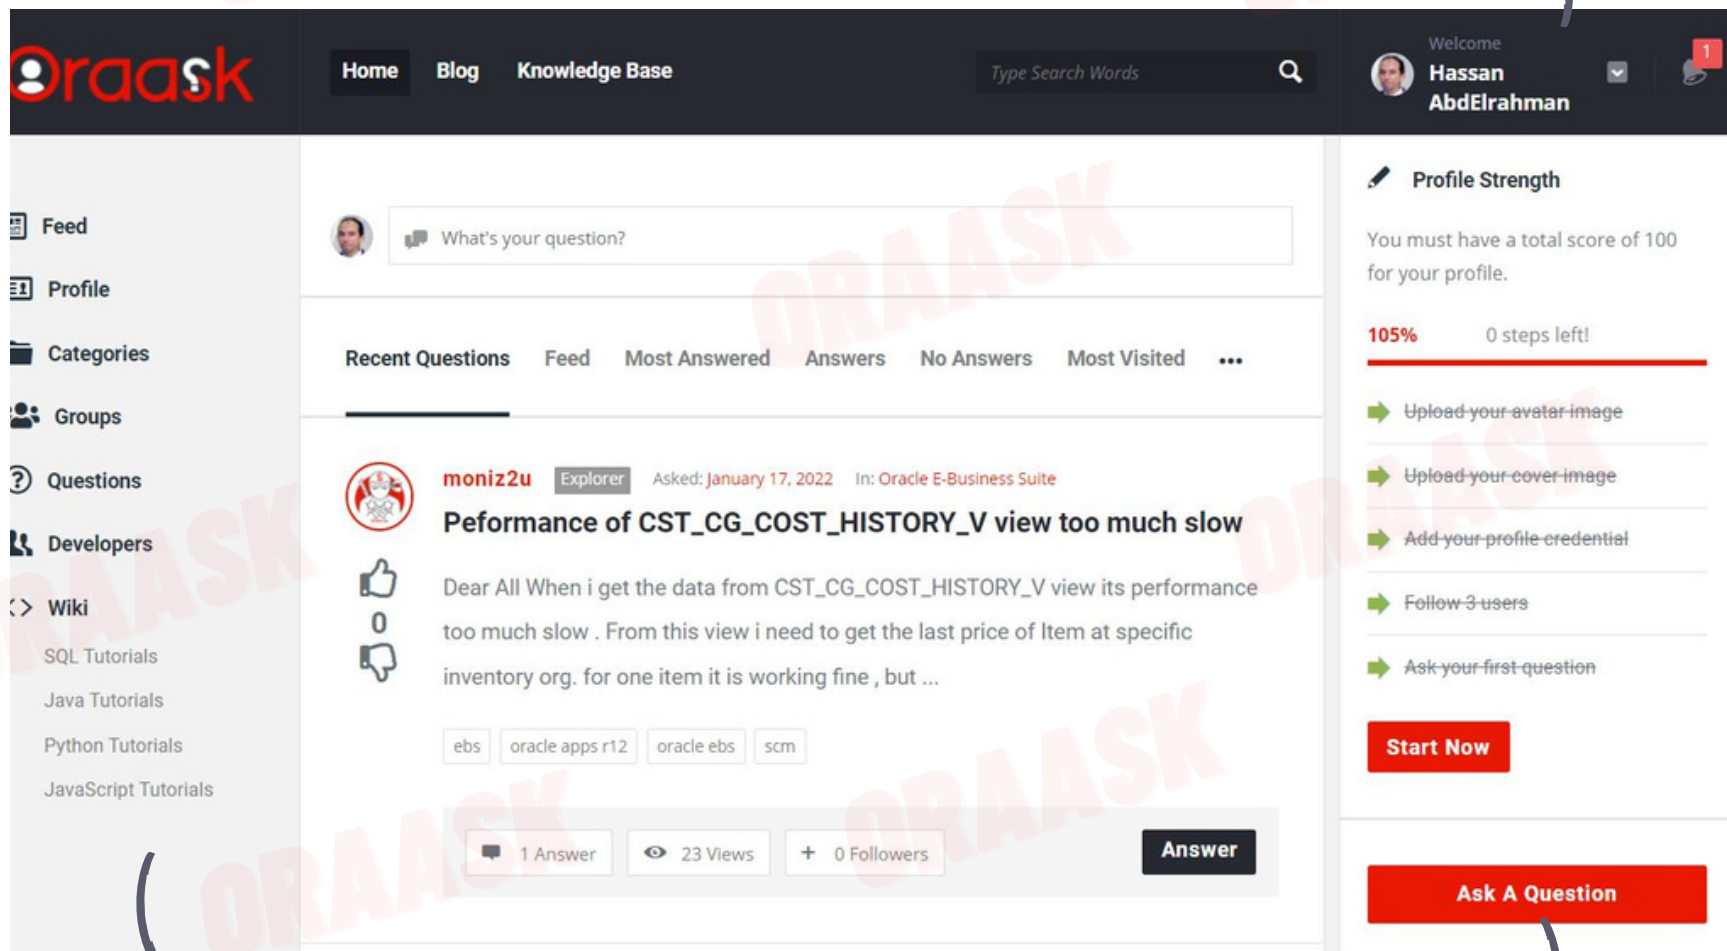 Oraask
Home Blog Knowledge Base
Type Search Words
Welcome
Hassan
AbdElrahman
1
Feed
Profile
Categories
Groups
Questions
Developers
Wiki
SQL Tutorials
Java Tutorials
Python Tutorials
JavaScript Tutorials
What's your question?
Recent Questions Feed Most Answered Answers No Answers Most Visited •••
moniz2u Explorer Asked: January 17, 2022 In: Oracle E-Business Suite
Peformance of CST_CG_COST_HISTORY_V view too much slow
Dear All When i get the data from CST_CG_COST_HISTORY_V view its performance
too much slow . From this view i need to get the last price of Item at specific
inventory org. for one item it is working fine , but ...
0
ebs oracle apps r12 oracle ebs scm
1 Answer 23 Views + 0 Followers Answer
Profile Strength
You must have a total score of 100
for your profile.
105% 0 steps left!
Upload your avatar image
Upload your cover image
Add your profile credential
Follow 3 users
Ask your first question
Start Now
Ask A Question
ORAASK
ORAASK
ORAASK
ORAASK
ORAASK